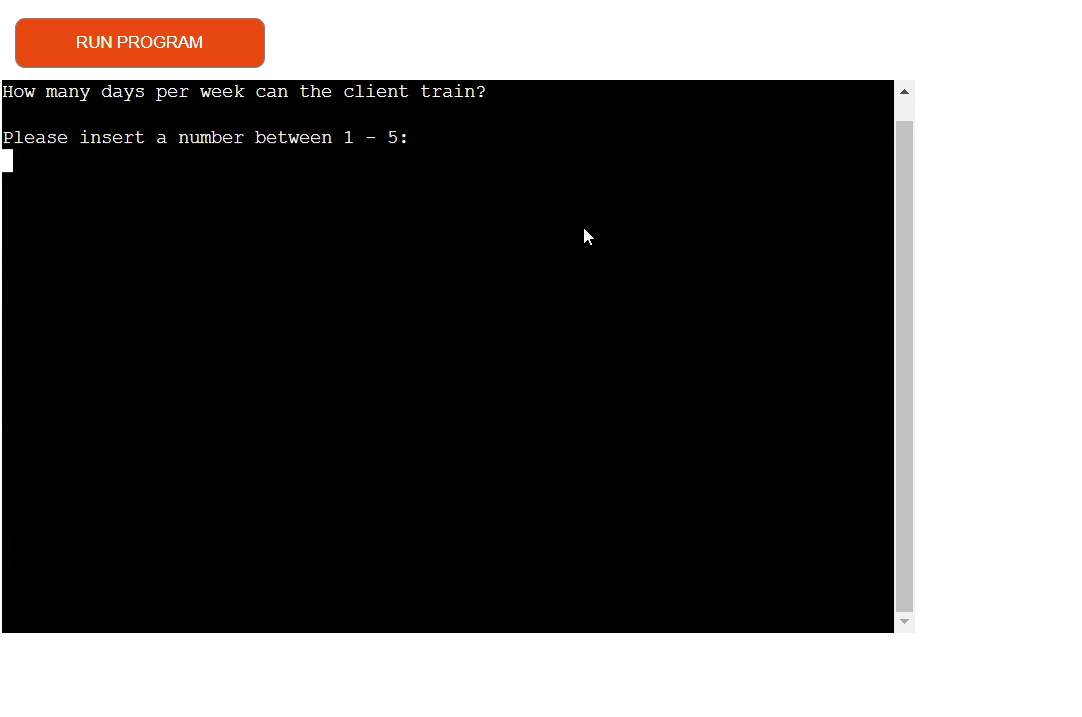 RUN PROGRAM
How many days per week can the client train?
Please insert a number between 1 - 5: